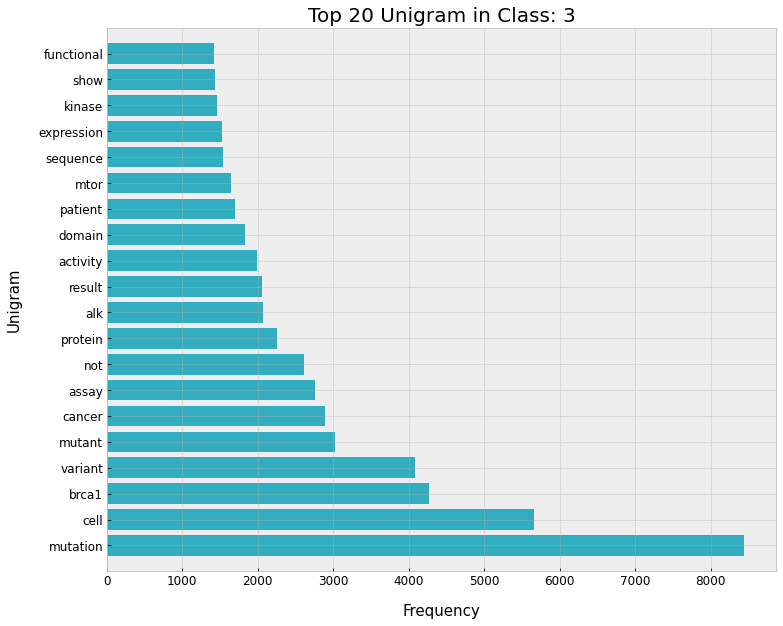 Top 20 Unigram in Class: 3
functional
show
kinase
expression
sequence
mtor
patient
domain
activity
result
alk
protein
not
assay
cancer
mutant
variant
brca1
cell
mutation
Unigram
0 1000 2000 3000 4000 5000 6000 7000 8000
Frequency